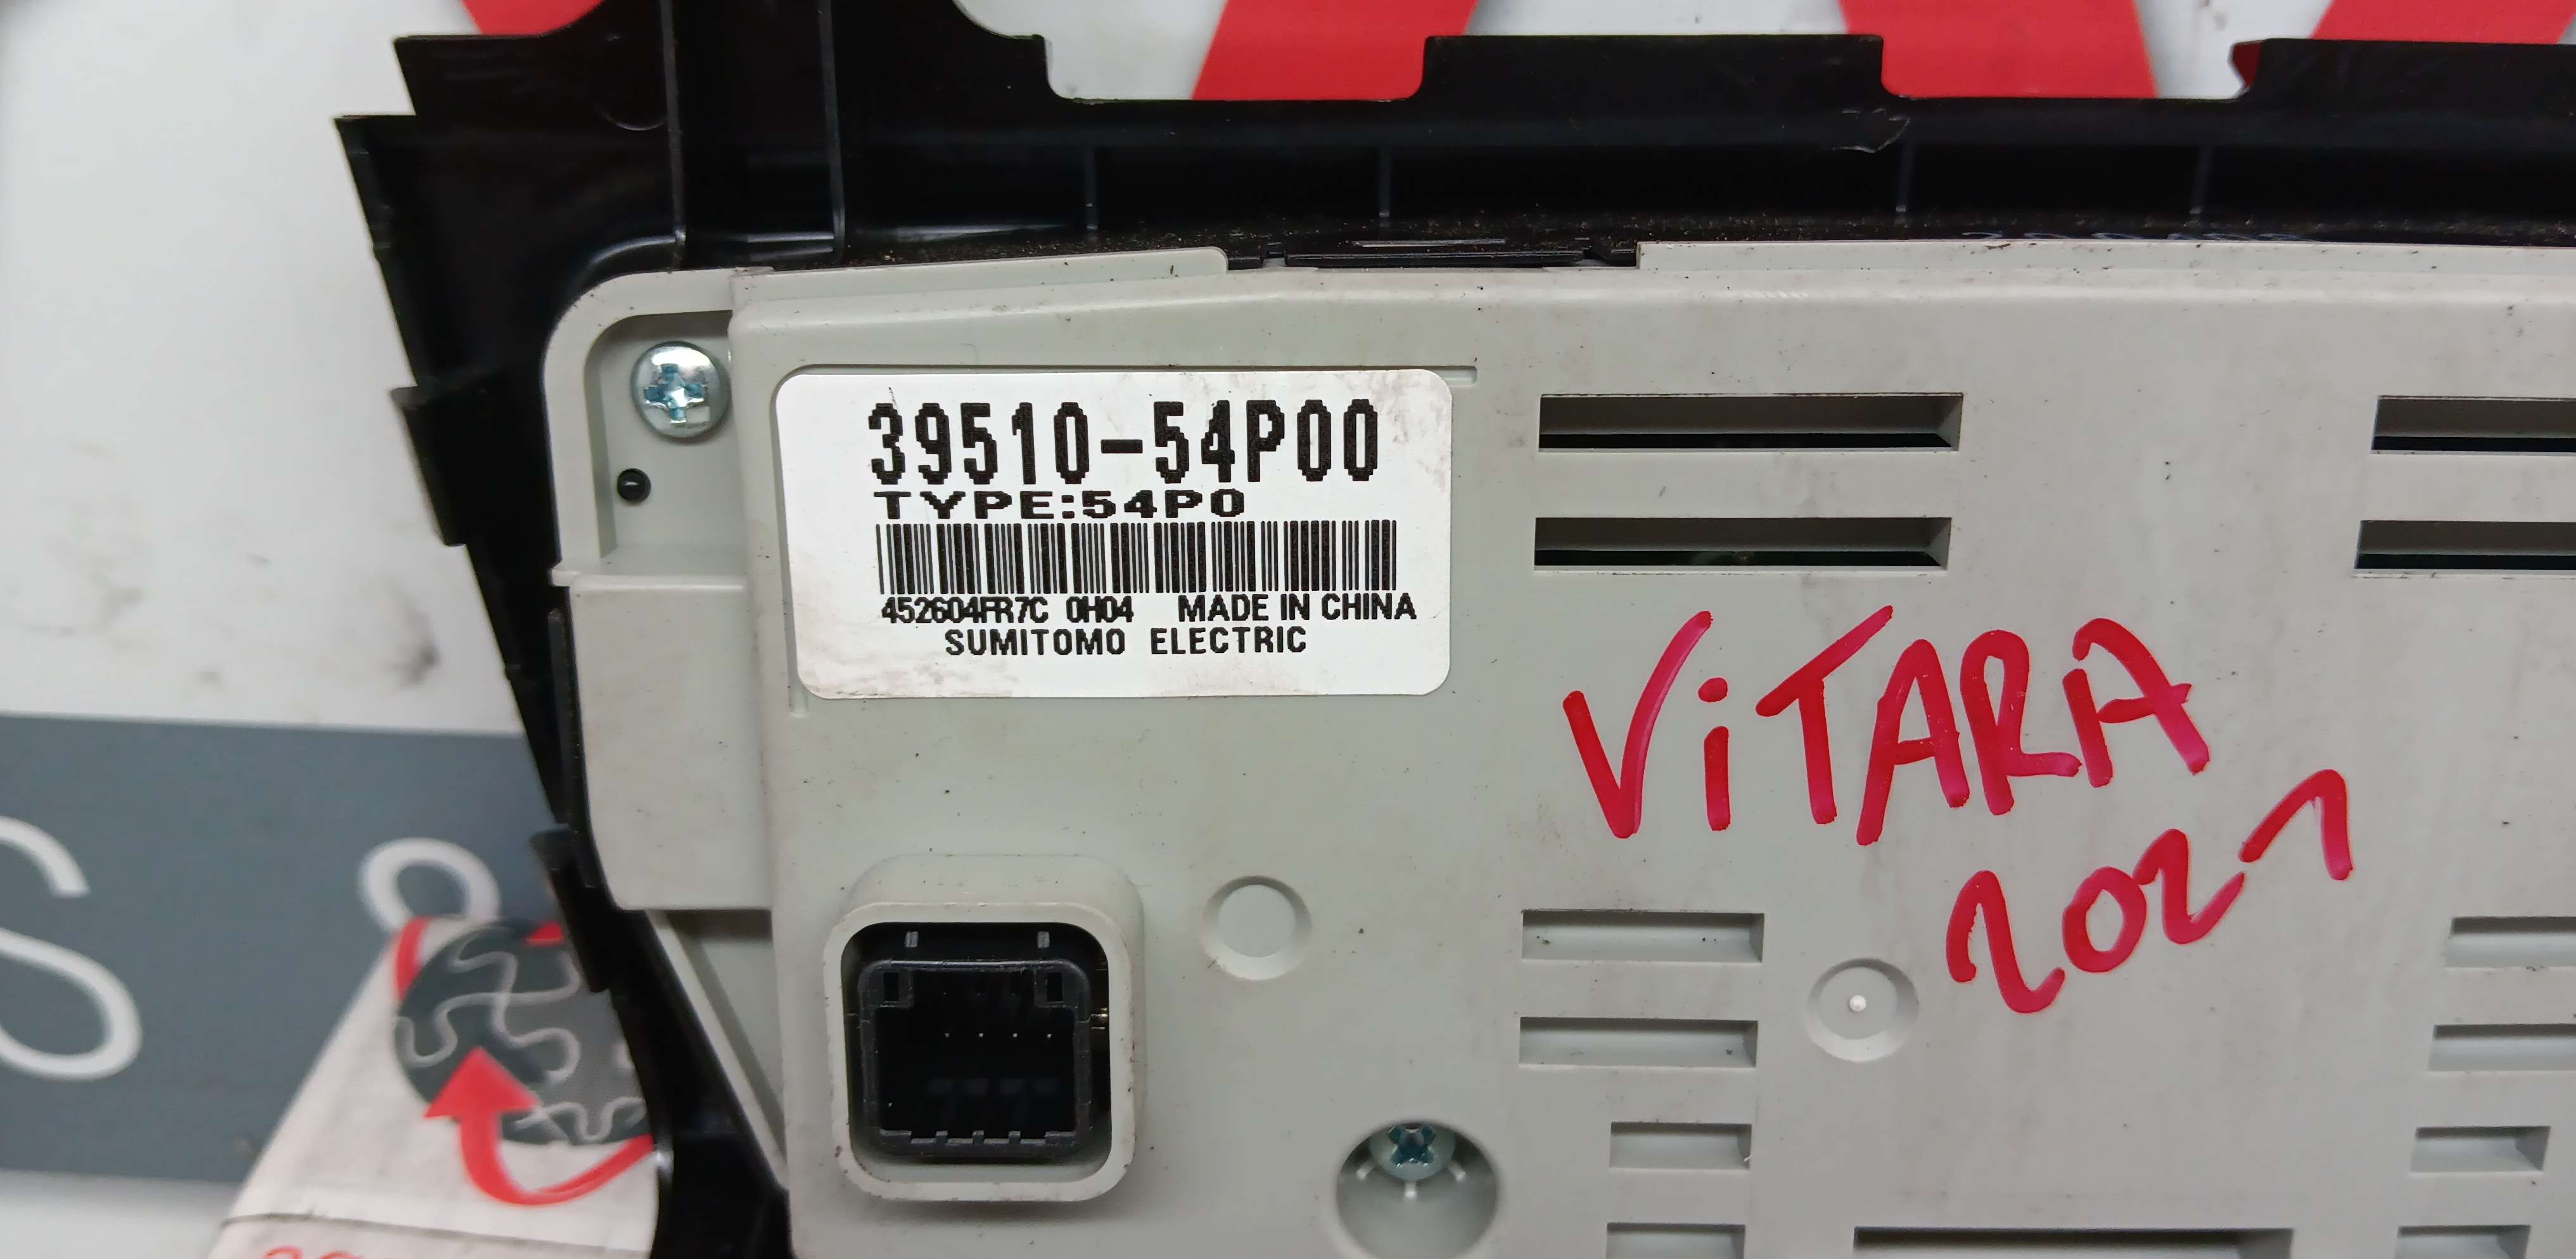 39510-54P00
TYPE:54P0
452604FR7C 0H04 MADE IN CHINA
SUMITOMO ELECTRIC
ViTARA
2021